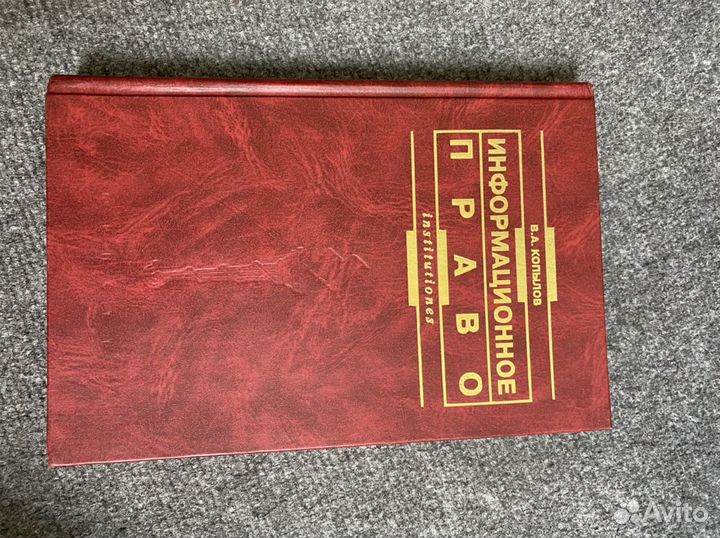 В.А. КОПЫЛОВ
ИНФОРМАЦИОННОЕ
ПРАВО
institutiones
Avito